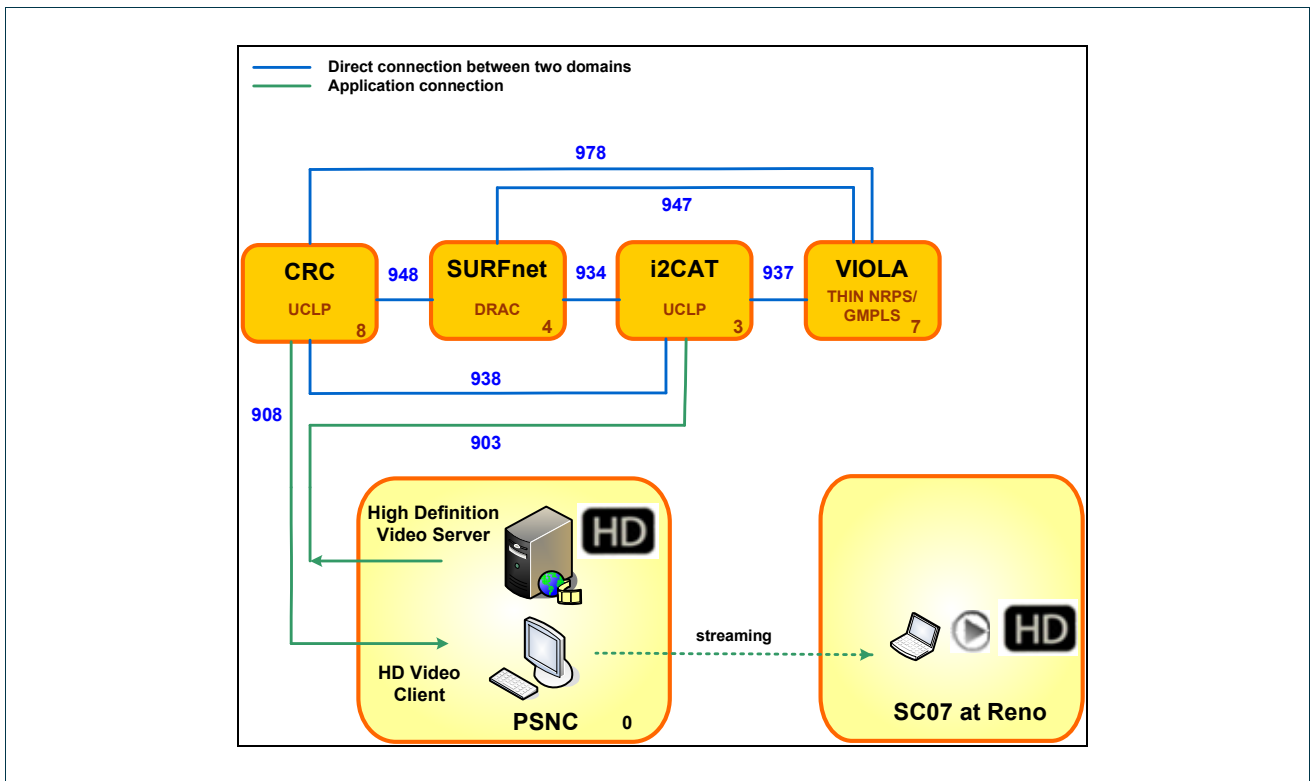 Direct connection between two domains
Application connection
978
947
CRC
UCLP
8
948
SURFnet
DRAC
4
934
i2CAT
UCLP
3
937
VIOLA
THIN NRPS/
GMPLS
7
938
908
903
High Definition
Video Server
HD
HD Video
Client
PSNC
0
streaming
HD
SC07 at Reno